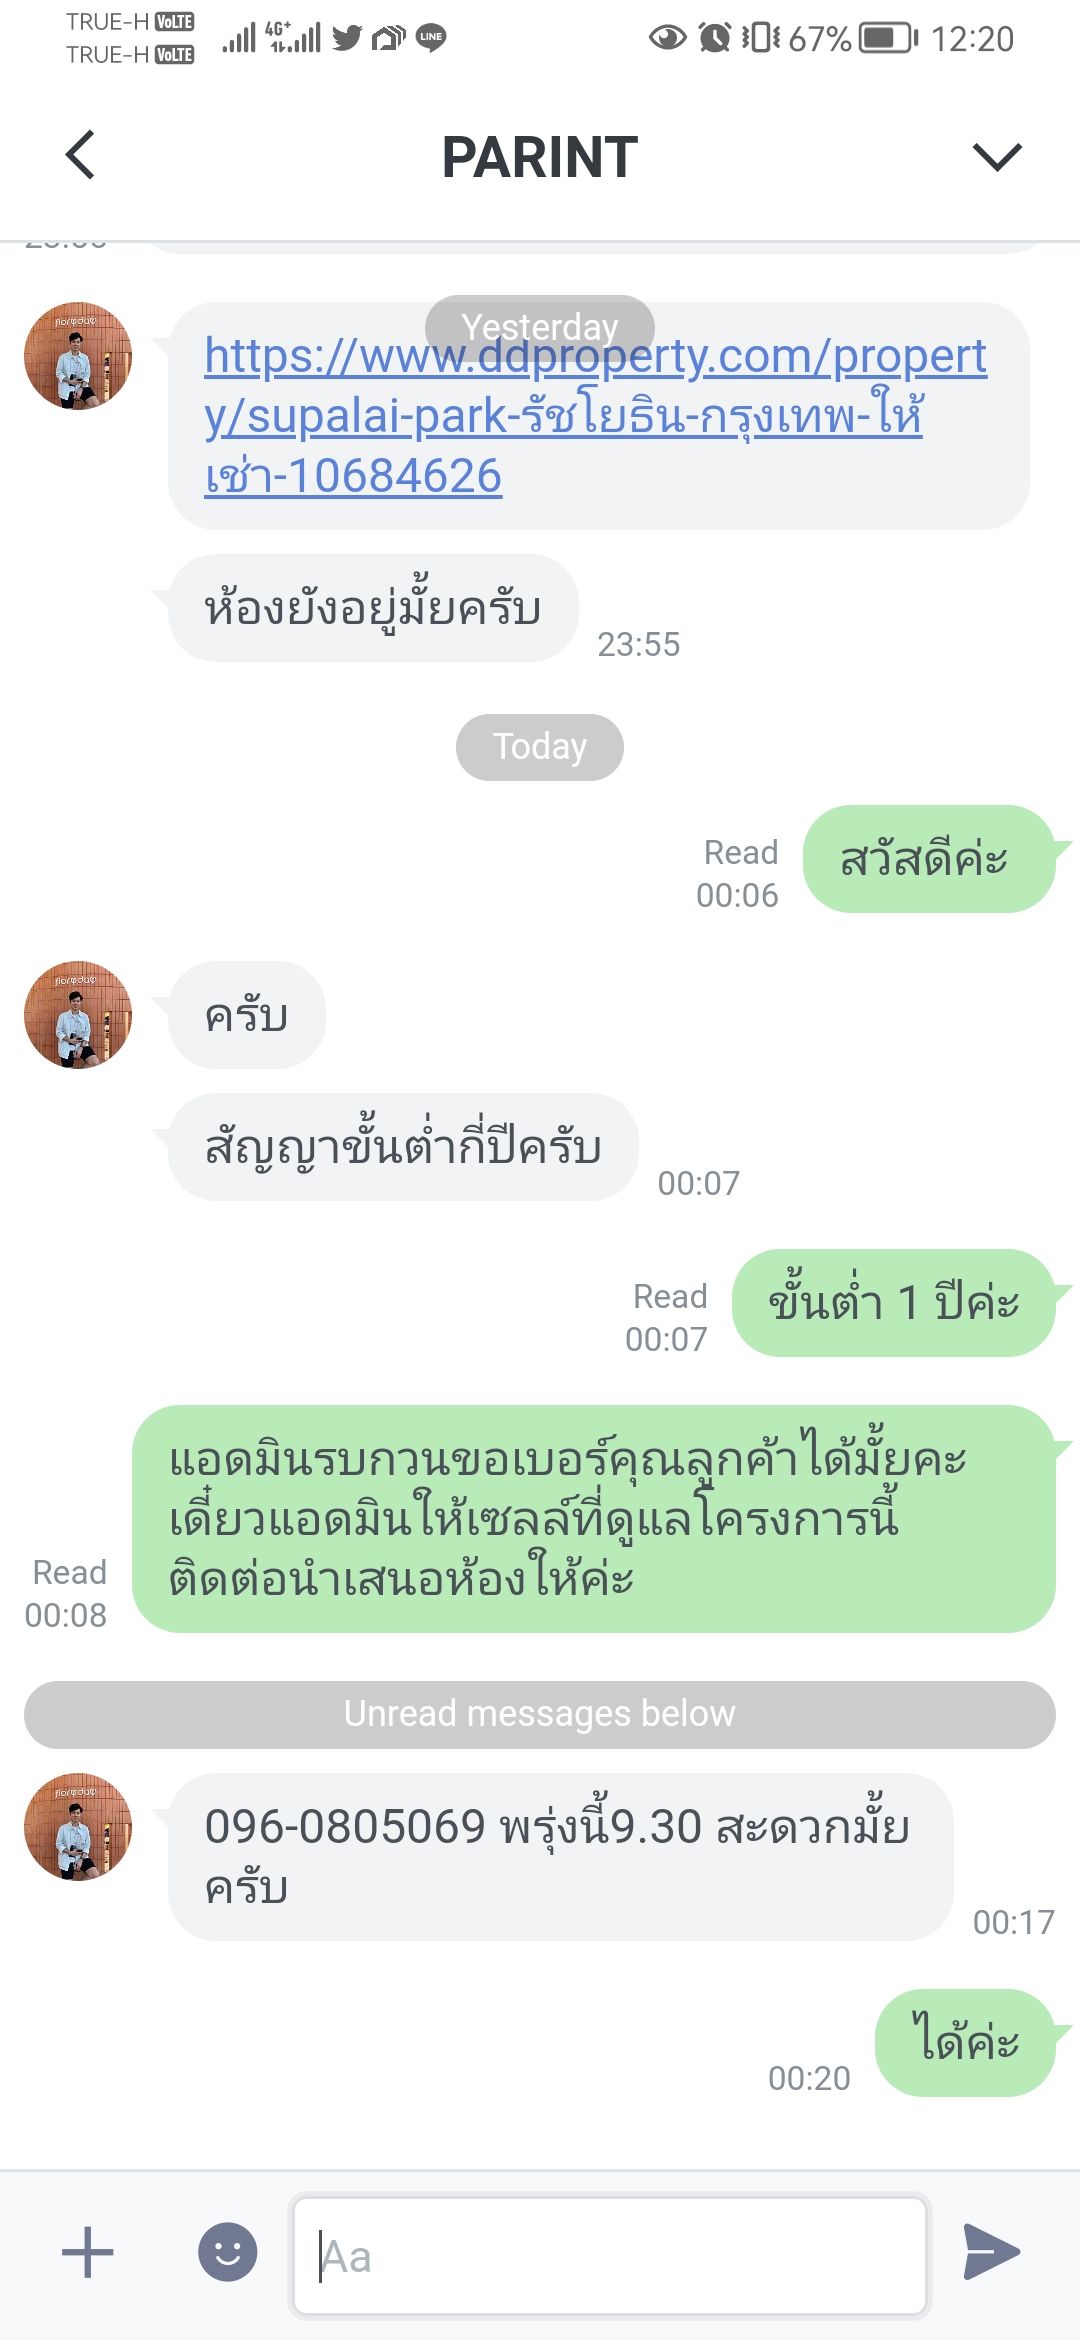 TRUE-H VoLTE
TRUE-H VoLTE
4G+
LINE
67%
12:20
PARINT
Yesterday
https://www.ddproperty.com/propert
y/supalai-park-รัชโยธิน-กรุงเทพ-ให้
เช่า-10684626
ห้องยังอยู่มั้ยครับ
23:55
Today
Read
00:06
สวัสดีค่ะ
ครับ
สัญญาขั้นต่ำกี่ปีครับ
00:07
Read
00:07
ขั้นต่ำ 1 ปีค่ะ
แอดมินรบกวนขอเบอร์คุณลูกค้าได้มั้ยคะ
เดี๋ยวแอดมินให้เซลล์ที่ดูแลโครงการนี้
ติดต่อนำเสนอห้องให้ค่ะ
Read
00:08
Unread messages below
096-0805069 พรุ่งนี้9.30 สะดวกมั้ย
ครับ
00:17
ได้ค่ะ
00:20
Aa